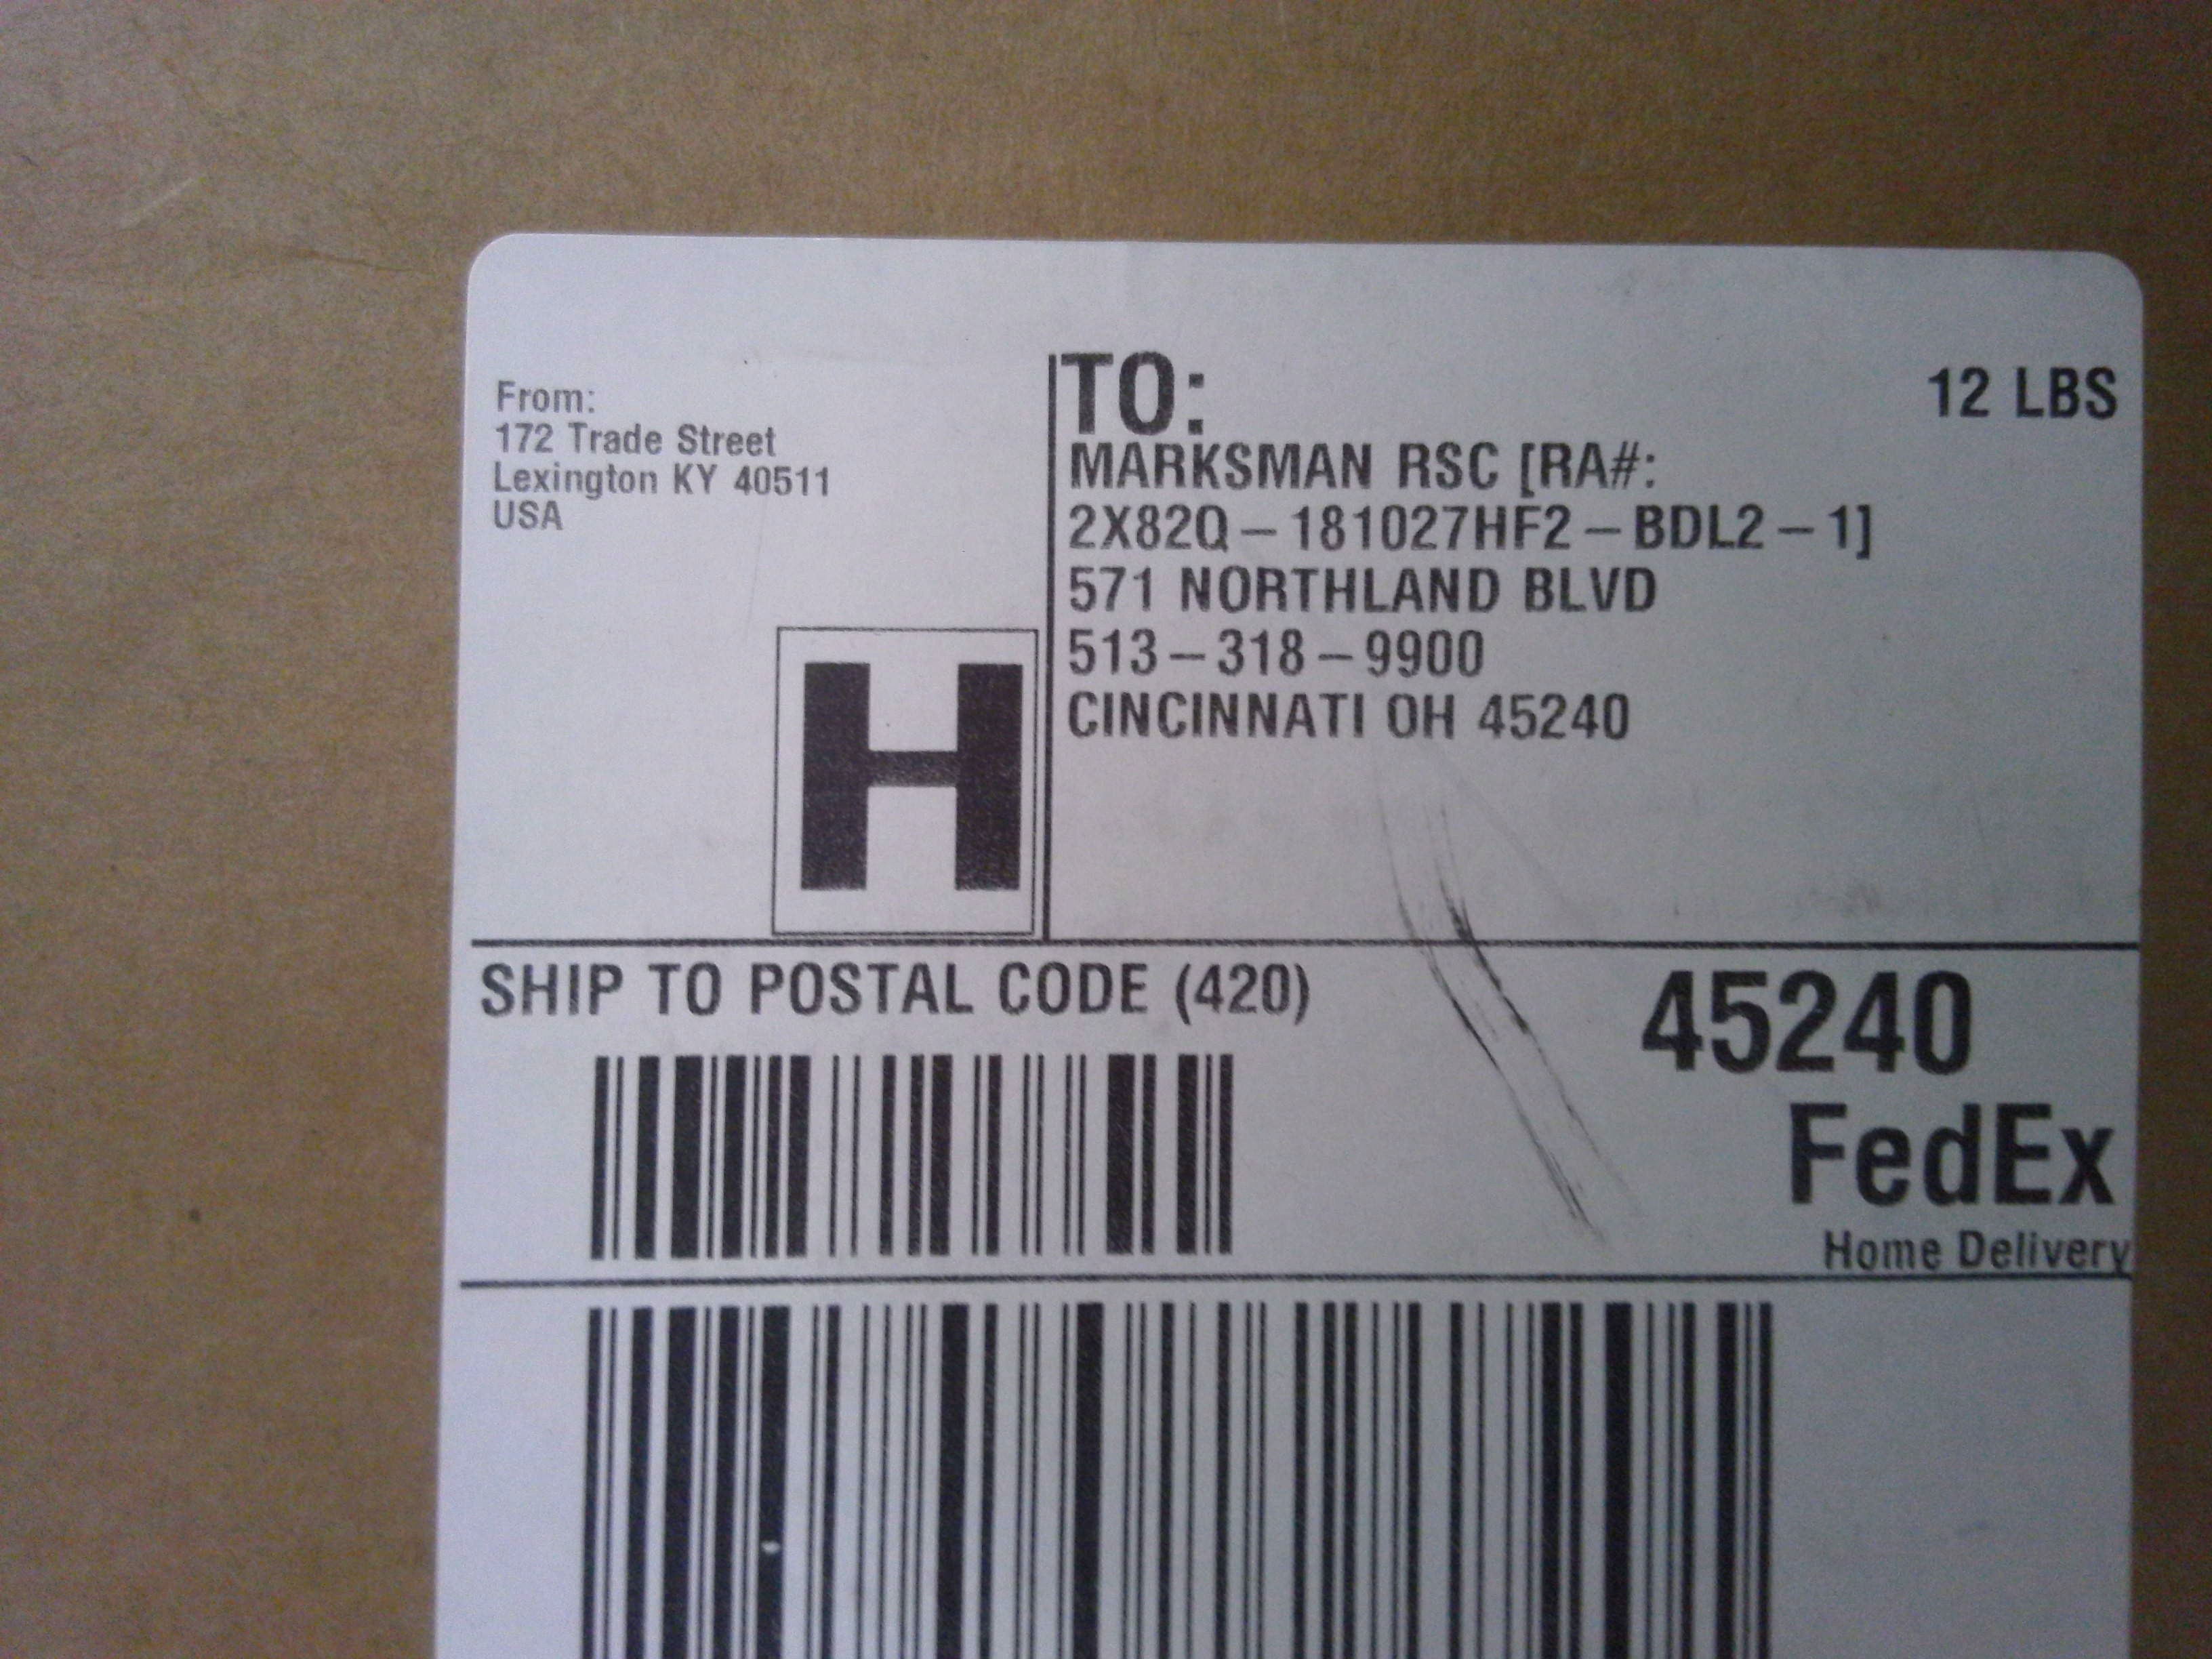 From:
172 Trade Street
Lexington KY 40511
USA
H
TO:
12 LBS
MARKSMAN RSC [RA#:
2X82Q–181027HF2–BDL2–1]
571 NORTHLAND BLVD
513–318–9900
CINCINNATI OH 45240
SHIP TO POSTAL CODE (420)
45240
FedEx
Home Delivery